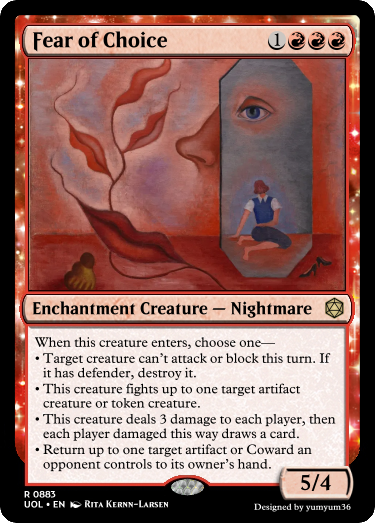 Fear of Choice 1
Enchantment Creature — Nightmare
When this creature enters, choose one—
• Target creature can't attack or block this turn. If
it has defender, destroy it.
• This creature fights up to one target artifact
creature or token creature.
• This creature deals 3 damage to each player, then
each player damaged this way draws a card.
• Return up to one target artifact or Coward an
opponent controls to its owner's hand.
5/4
R 0883
UOL • EN Rita Kernn-Larsen
Designed by yumyum36